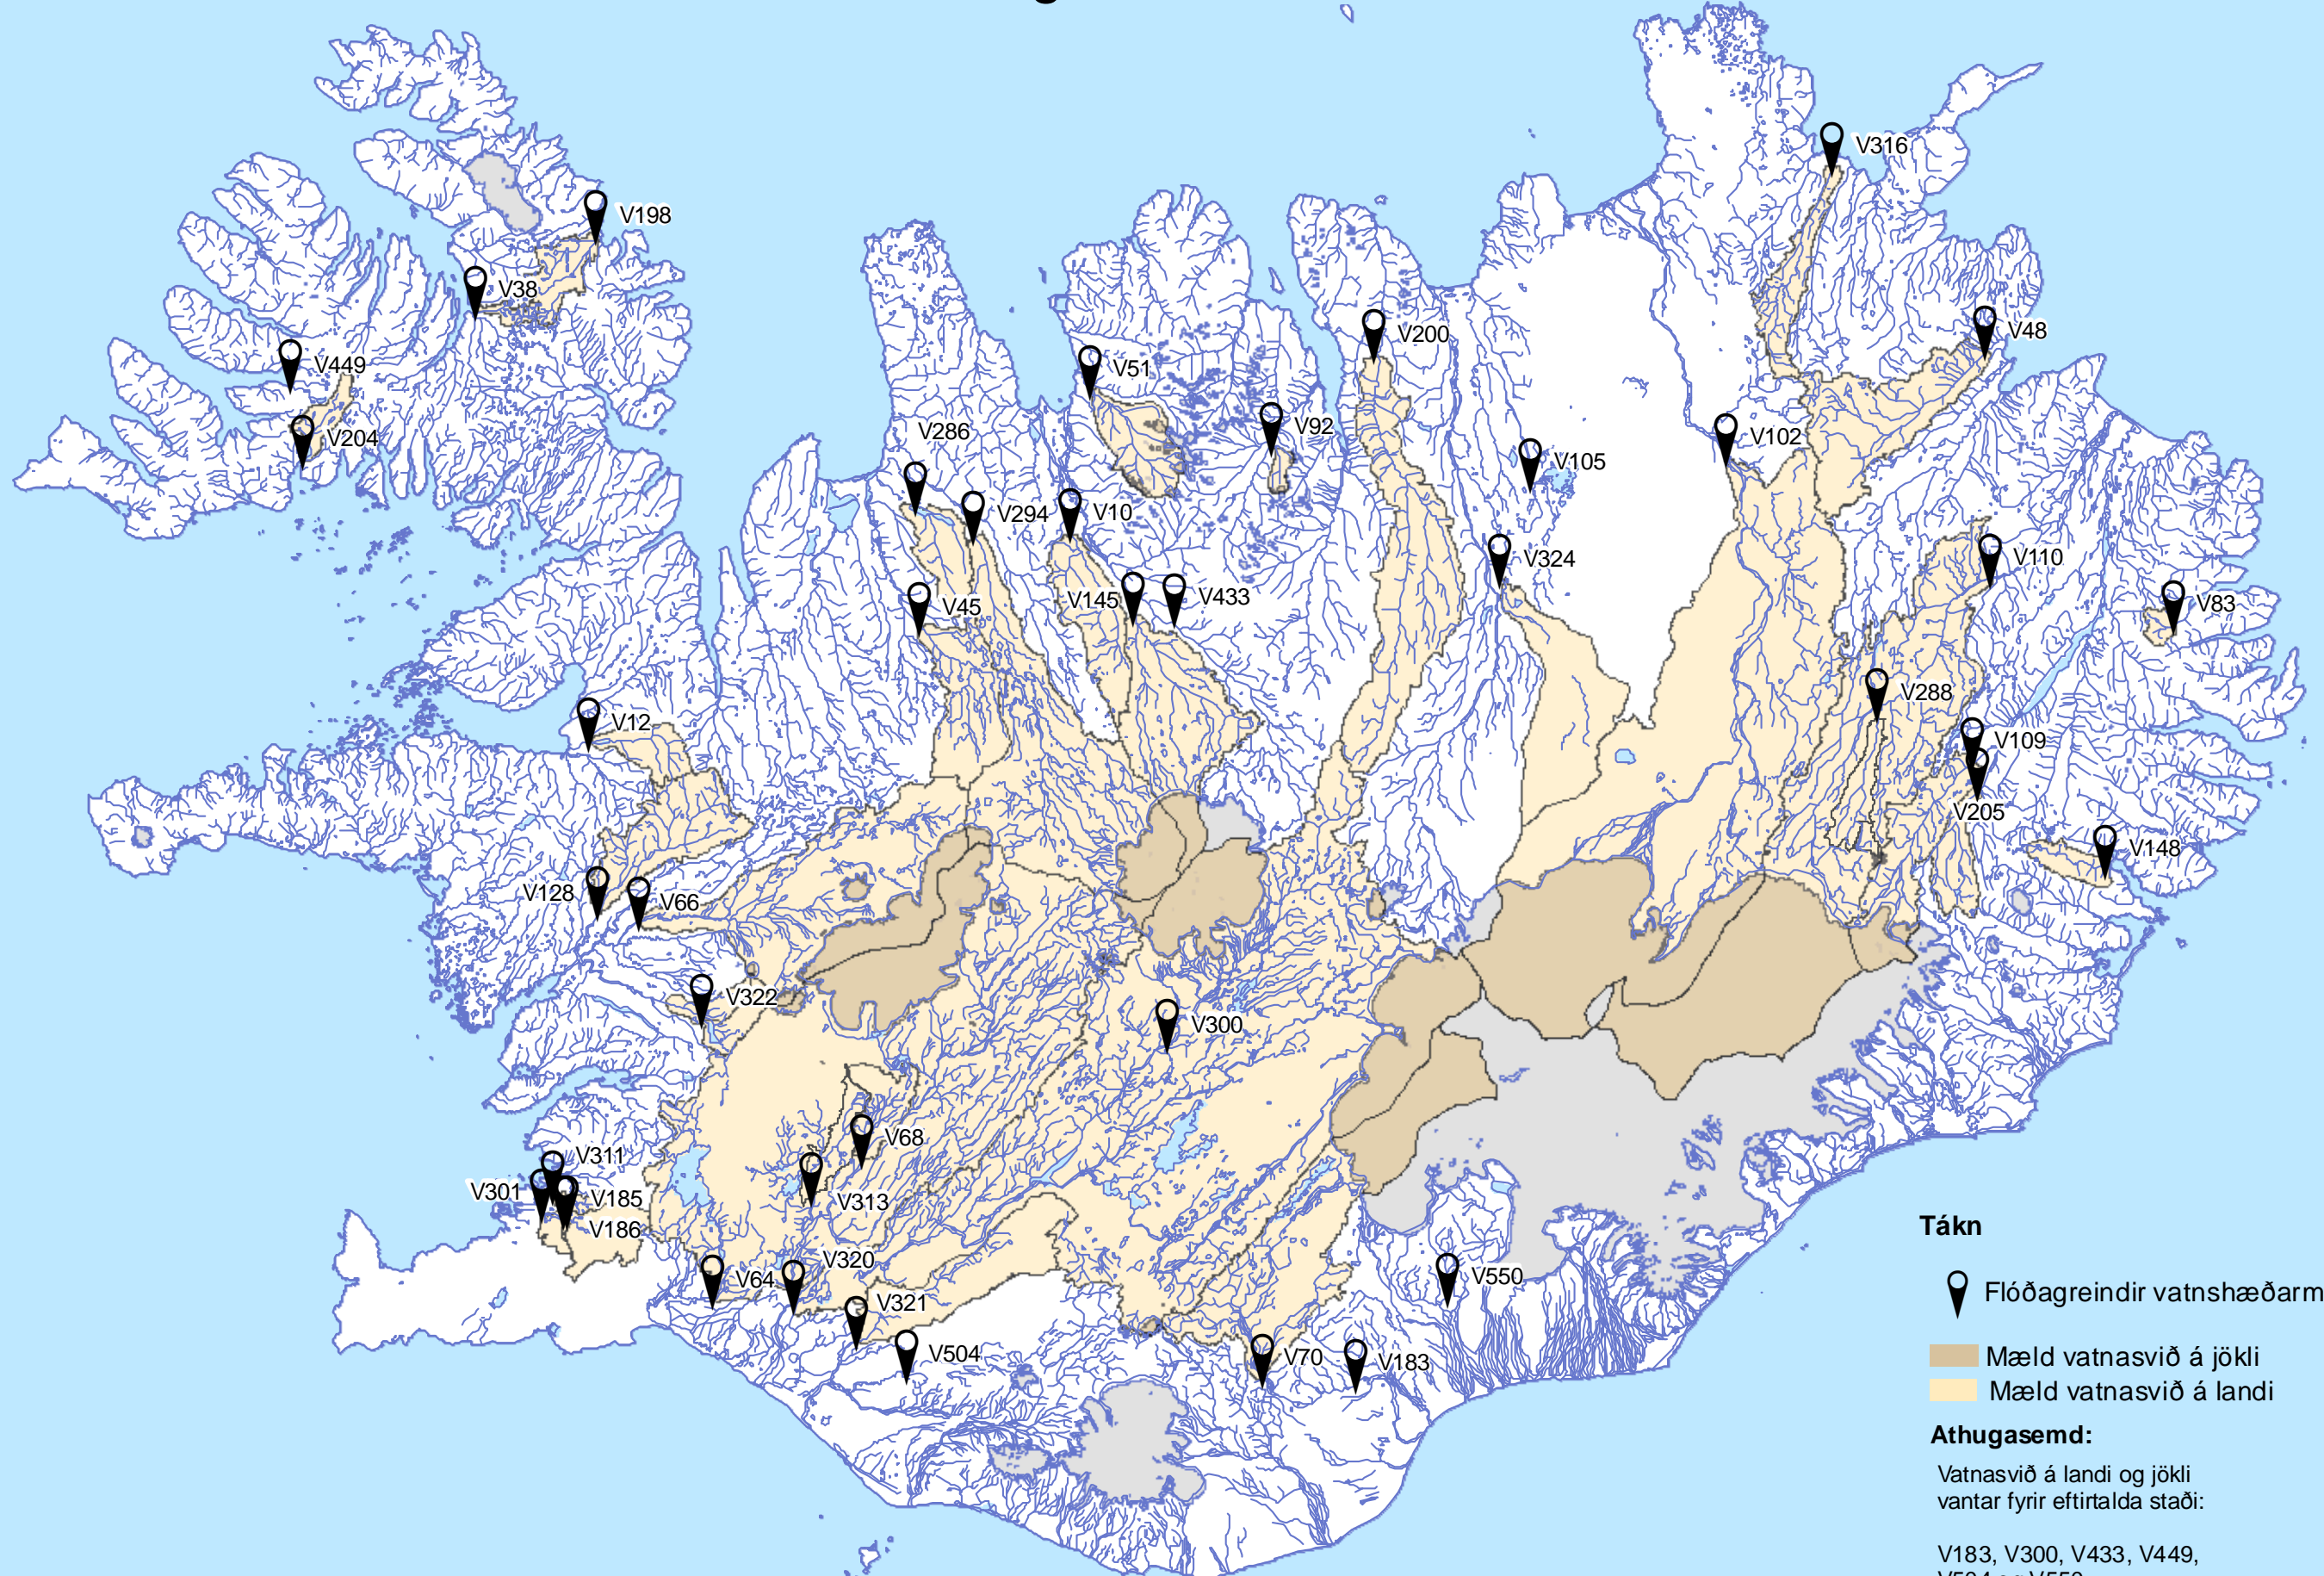 g
V316
V198
V38
V48
V200
V449
V51
V204
V286
V92
V102
V105
V294
V10
V324
V110
V45
V145
V433
V83
V288
V12
V109
V205
V148
V128
V66
V322
V300
V68
V311
V301
V185
V313
V186
V320
V64
V550
V321
V504
V70
V183
Tákn
Flóðagreindir vatnshæðarm
Mæld vatnasvið á jökli
Mæld vatnasvið á landi
Athugasemd:
Vatnasvið á landi og jökli
vantar fyrir eftirtalda staði:
V183, V300, V433, V449,
V504 og V550